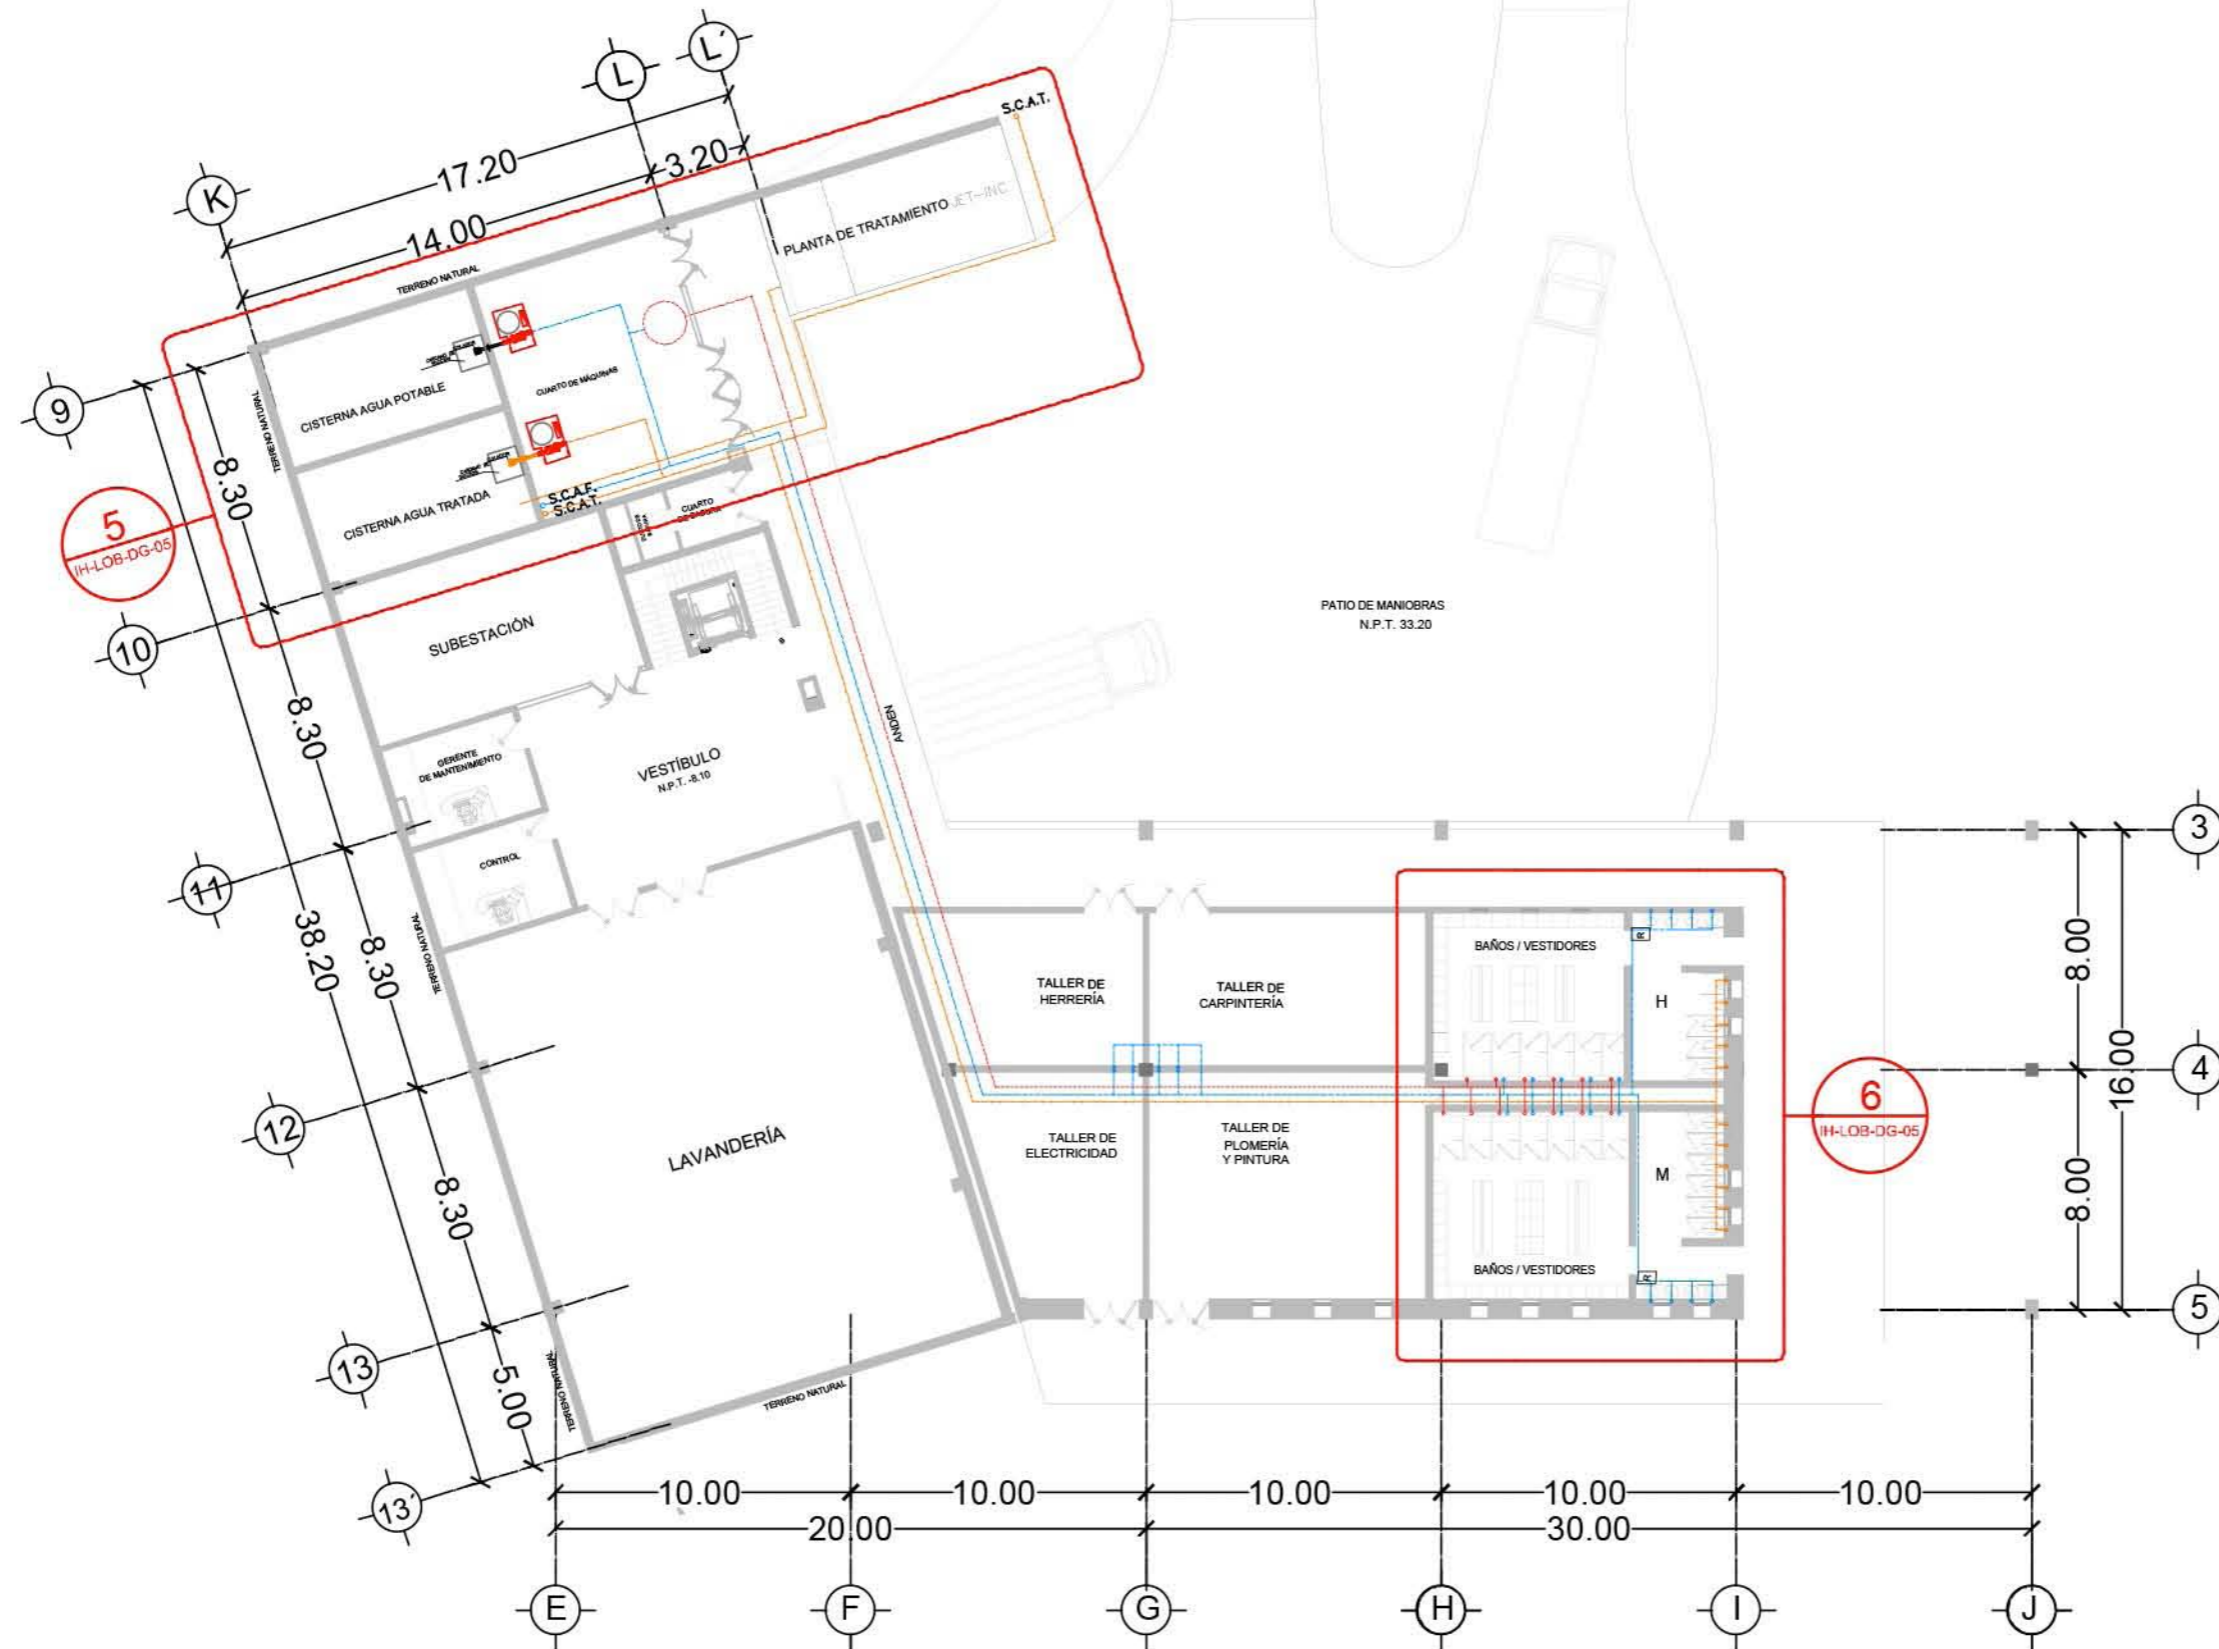 L´
L
K
S.C.A.T.
17.20
3.20
14.00
PLANTA DE TRATAMIENTO JET-INC.
TERRENO NATURAL
CUARTO DE MÁQUINAS
CISTERNA AGUA POTABLE
9
TERRENO NATURAL
8.30
CISTERNA AGUA TRATADA
S.C.A.F.
S.C.A.T.
CUARTO
DE BASURA
5
IH-LOB-DG-05
10
SUBESTACIÓN
PATIO DE MANIOBRAS
N.P.T. 33.20
8.30
ANDEN
GERENTE
DE MANTENIMIENTO
VESTÍBULO
N.P.T. -8.10
3
CONTROL
11
38.20
8.30
TERRENO NATURAL
BAÑOS / VESTIDORES
R
8.00
TALLER DE
HERRERÍA
TALLER DE
CARPINTERÍA
H
16.00
4
12
6
IH-LOB-DG-05
LAVANDERÍA
TALLER DE
ELECTRICIDAD
TALLER DE
PLOMERÍA
Y PINTURA
M
8.00
8.30
BAÑOS / VESTIDORES
R
5
13
5.00
TERRENO NATURAL
TERRENO NATURAL
13´
10.00
10.00
10.00
10.00
10.00
20.00
30.00
E
F
G
H
I
J